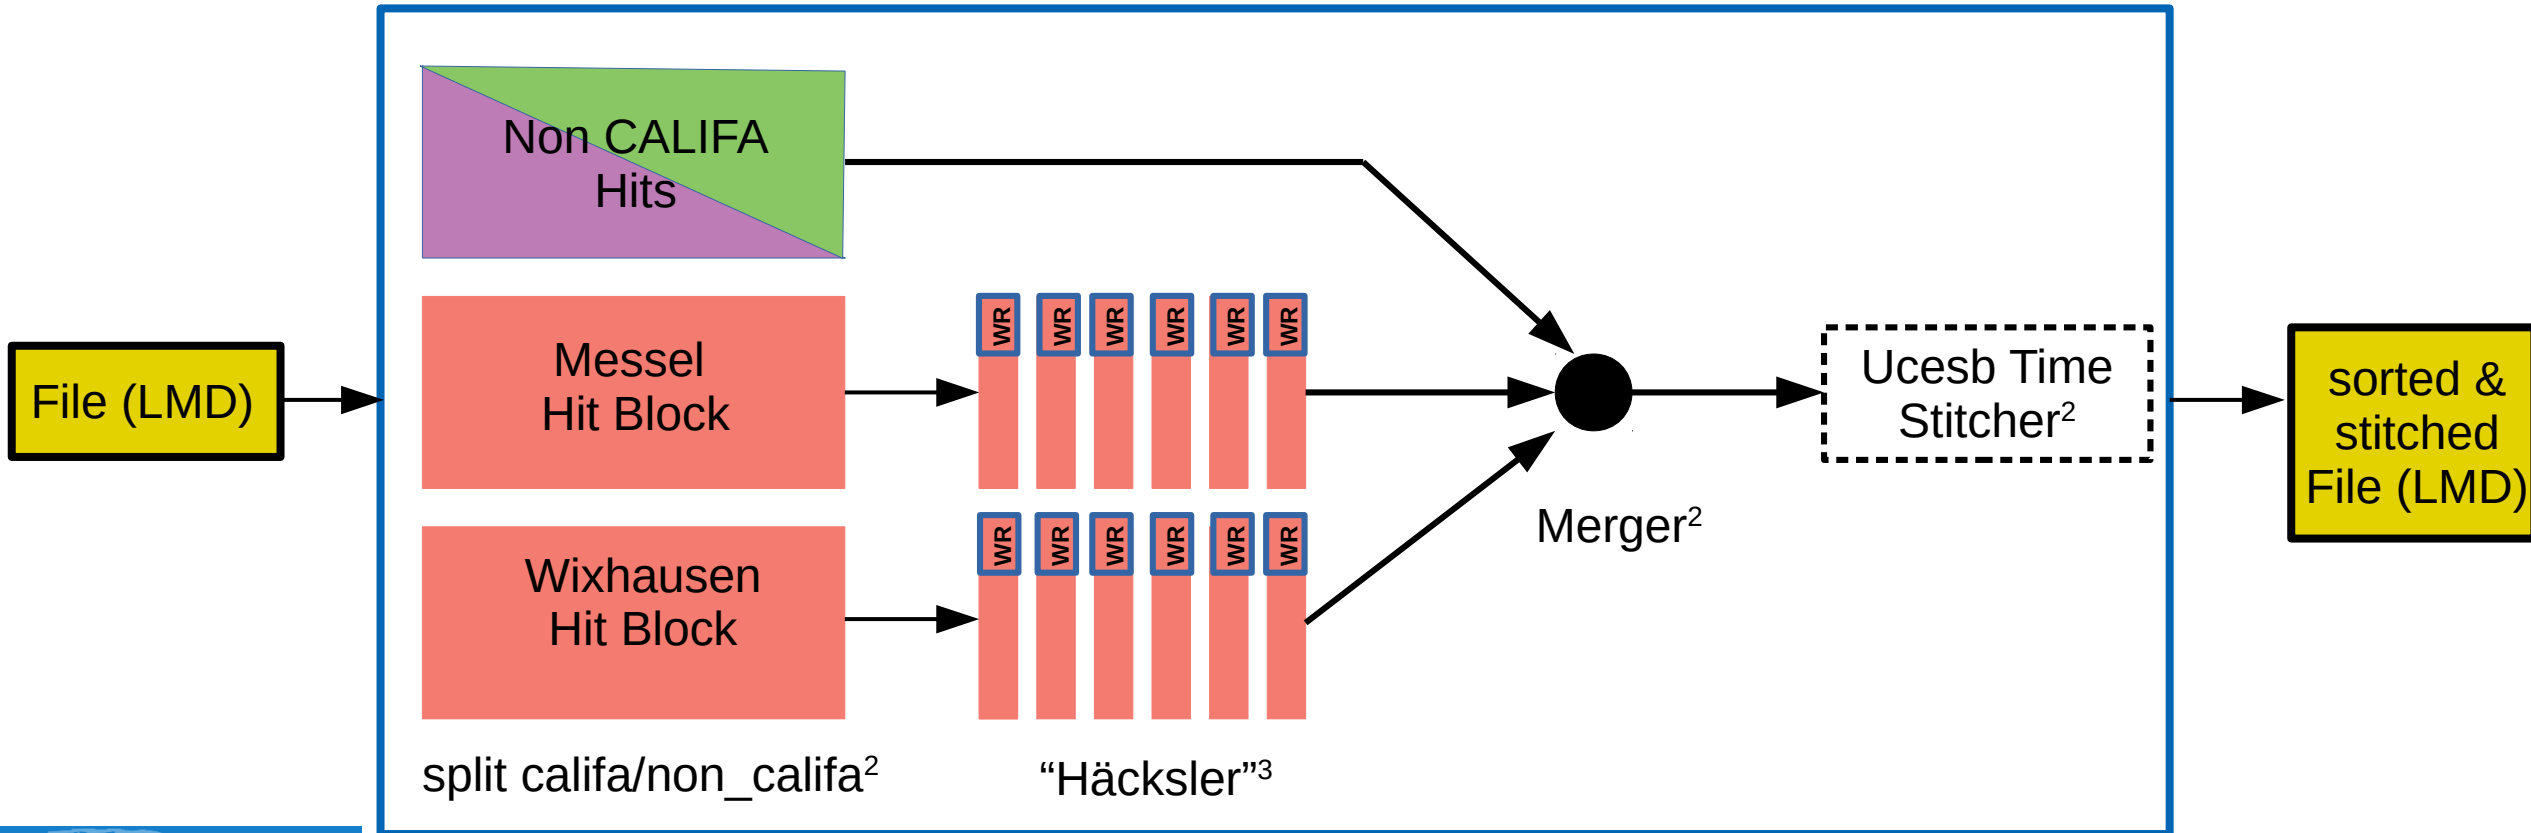 Non CALIFA
Hits
File (LMD)
Messel
Hit Block
WR WR WR WR WR WR
Wixhausen
Hit Block
WR WR WR WR WR WR
Ucesb Time
Stitcher²
Merger²
sorted &
stitched
File (LMD)
split califa/non_califa²
“Häcksler”³